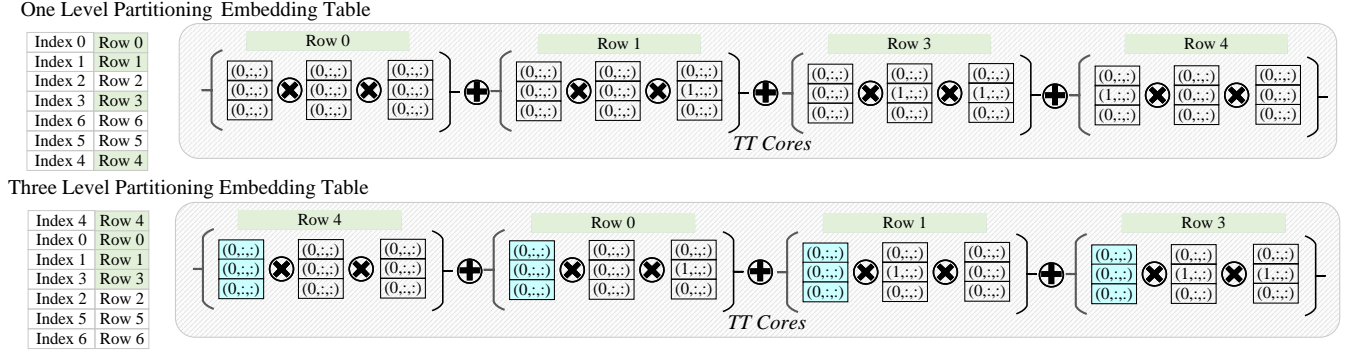 One Level Partitioning Embedding Table
Index 0 Row 0
Index 1 Row 1
Index 2 Row 2
Index 3 Row 3
Index 6 Row 6
Index 5 Row 5
Index 4 Row 4
Row 0 Row 1 Row 3 Row 4
(0,:,:) (0,:,:) (0,:,:) (0,:,:) (0,:,:) (0,:,:) (0,:,:) (0,:,:) (0,:,:) (0,:,:) (0,:,:) (0,:,:)
(0,:,:) (0,:,:) (0,:,:) (0,:,:) (0,:,:) (1,:,:) (0,:,:) (1,:,:) (1,:,:) (1,:,:) (0,:,:) (0,:,:)
(0,:,:) (0,:,:) (0,:,:) (0,:,:) (0,:,:) (0,:,:) (0,:,:) (0,:,:) (0,:,:) (0,:,:) (0,:,:) (0,:,:)
TT Cores
Three Level Partitioning Embedding Table
Index 4 Row 4
Index 0 Row 0
Index 1 Row 1
Index 3 Row 3
Index 2 Row 2
Index 5 Row 5
Index 6 Row 6
Row 4 Row 0 Row 1 Row 3
(0,:,:) (0,:,:) (0,:,:) (0,:,:) (0,:,:) (0,:,:) (0,:,:) (0,:,:) (0,:,:) (0,:,:) (0,:,:) (0,:,:)
(0,:,:) (0,:,:) (0,:,:) (0,:,:) (0,:,:) (1,:,:) (0,:,:) (1,:,:) (0,:,:) (0,:,:) (1,:,:) (1,:,:)
(0,:,:) (0,:,:) (0,:,:) (0,:,:) (0,:,:) (0,:,:) (0,:,:) (0,:,:) (0,:,:) (0,:,:) (0,:,:) (0,:,:)
TT Cores